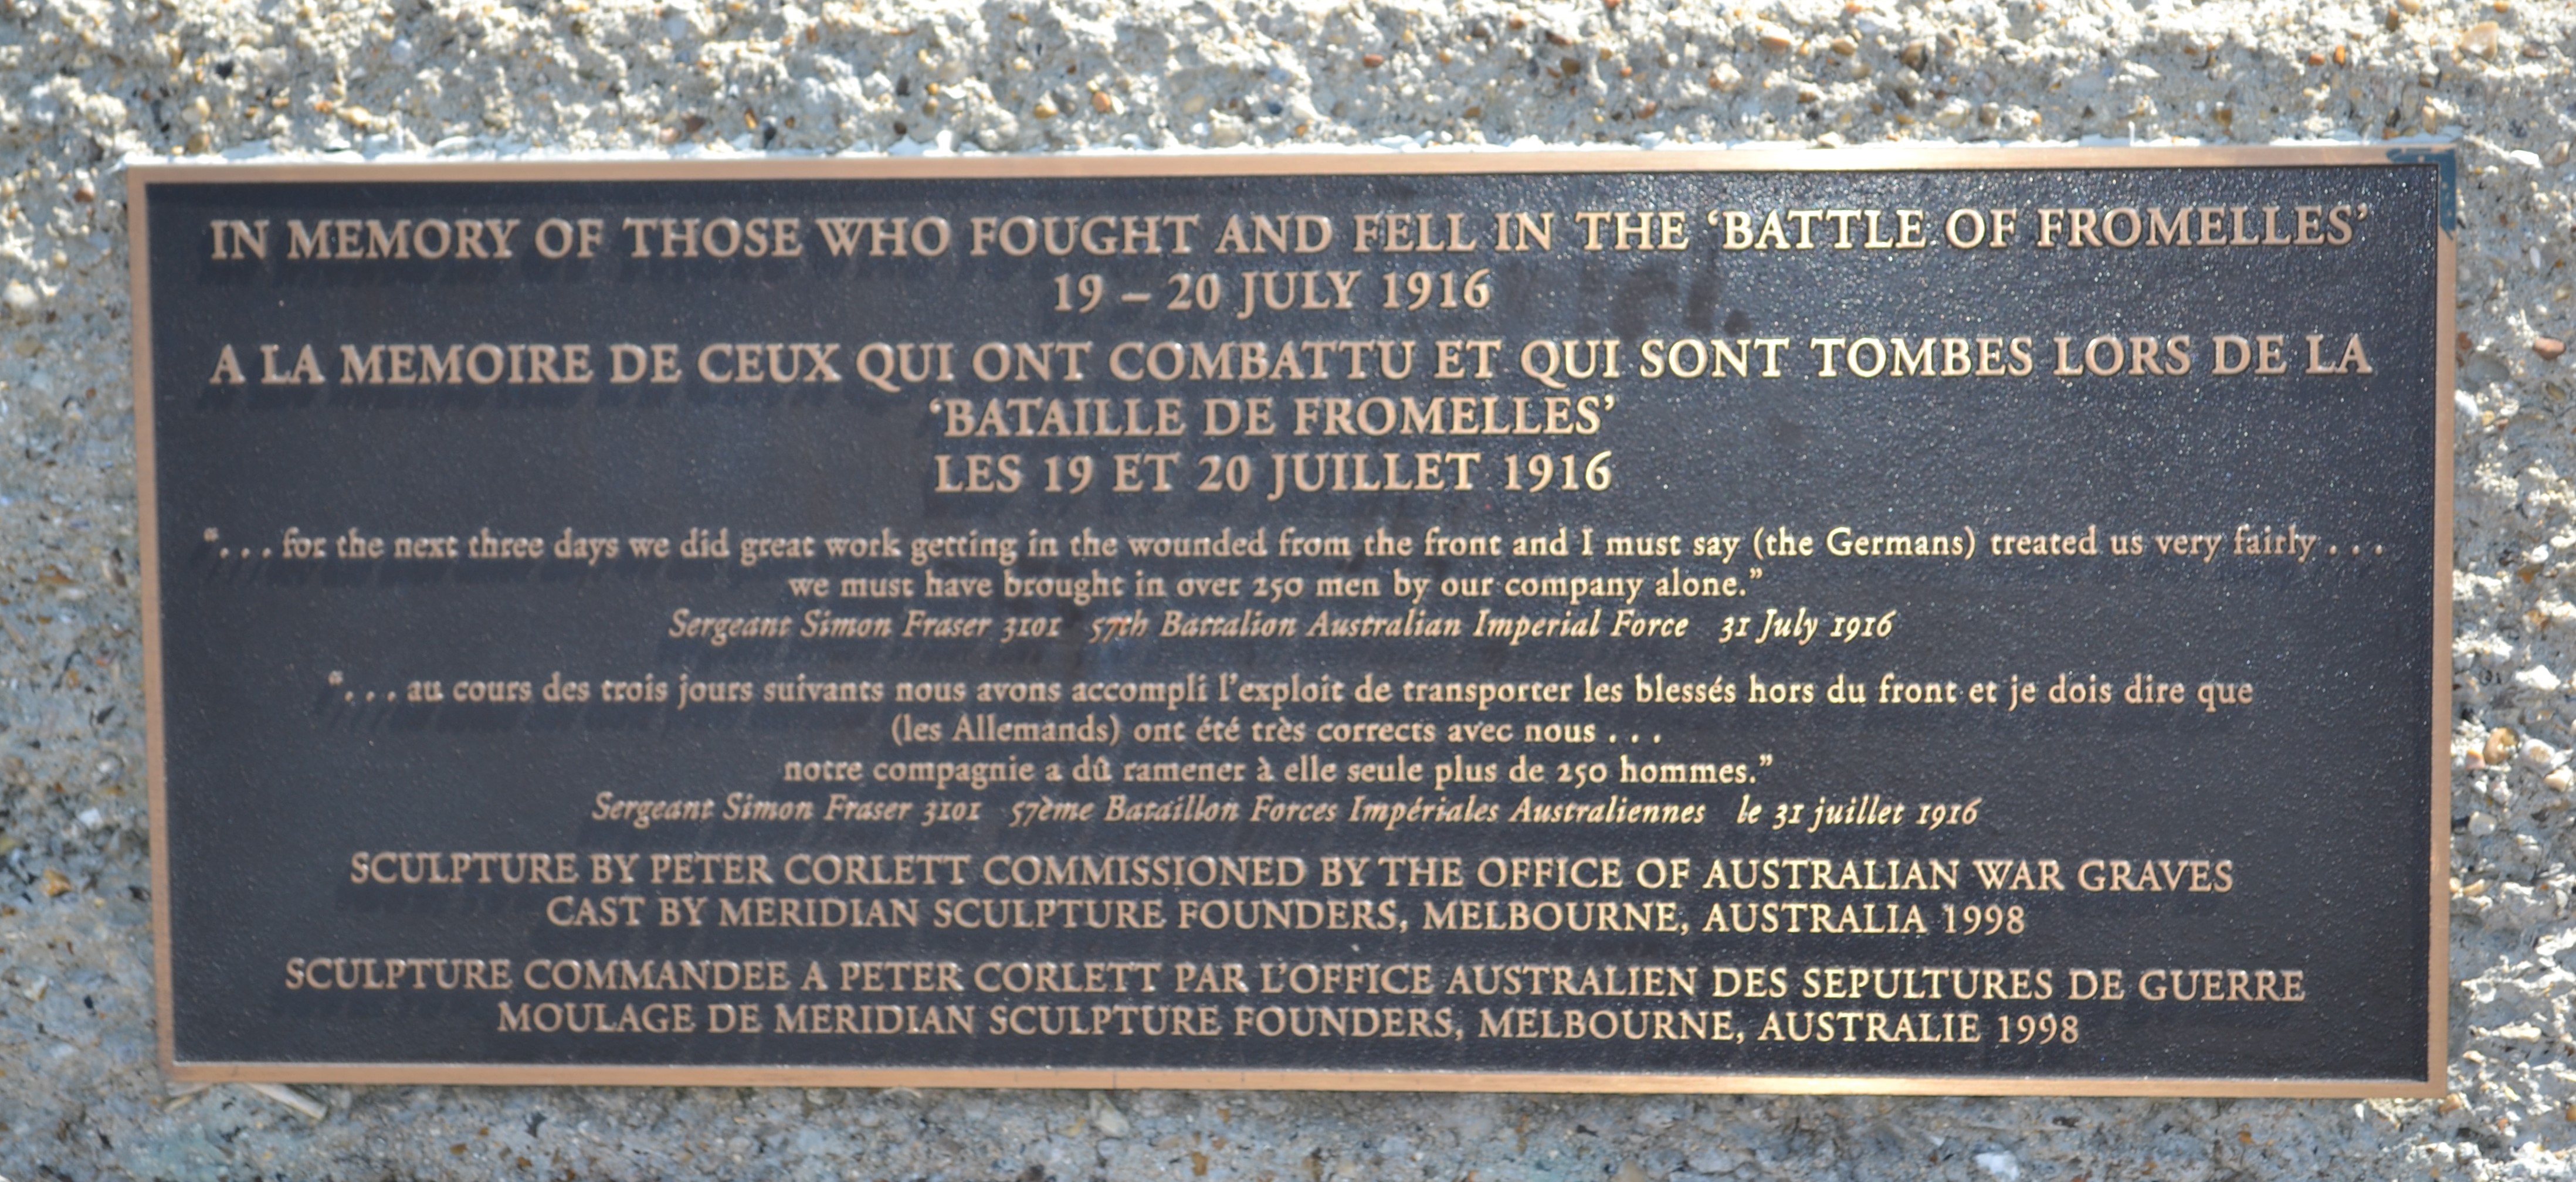 IN MEMORY OF THOSE WHO FOUGHT AND FELL IN THE ‘BATTLE OF FROMELLES’
19 – 20 JULY 1916
A LA MEMOIRE DE CEUX QUI ONT COMBATTU ET QUI SONT TOMBES LORS DE LA
‘BATAILLE DE FROMELLES’
LES 19 ET 20 JUILLET 1916
“. . . for the next three days we did great work getting in the wounded from the front and I must say (the Germans) treated us very fairly . . .
we must have brought in over 250 men by our company alone.”
Sergeant Simon Fraser 3101 57th Battalion Australian Imperial Force 31 July 1916
“. . . au cours des trois jours suivants nous avons accompli l’exploit de transporter les blessés hors du front et je dois dire que
(les Allemands) ont été très corrects avec nous . . .
notre compagnie a dû ramener à elle seule plus de 250 hommes.”
Sergeant Simon Fraser 3101 57ème Bataillon Forces Impériales Australiennes le 31 juillet 1916
SCULPTURE BY PETER CORLETT COMMISSIONED BY THE OFFICE OF AUSTRALIAN WAR GRAVES
CAST BY MERIDIAN SCULPTURE FOUNDERS, MELBOURNE, AUSTRALIA 1998
SCULPTURE COMMANDEE A PETER CORLETT PAR L’OFFICE AUSTRALIEN DES SEPULTURES DE GUERRE
MOULAGE DE MERIDIAN SCULPTURE FOUNDERS, MELBOURNE, AUSTRALIE 1998